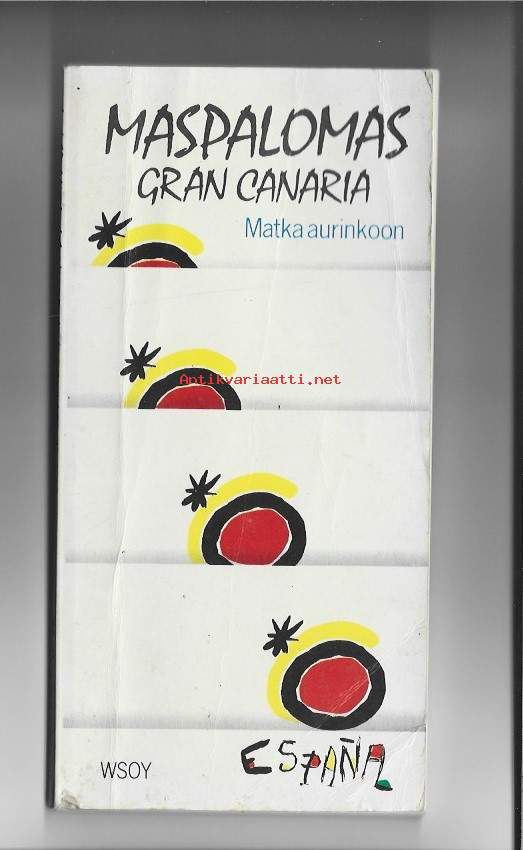 MASPALOMAS
GRAN CANARIA
Matka aurinkoon
Antikvariaatti.net
WSOY
ESPAÑA